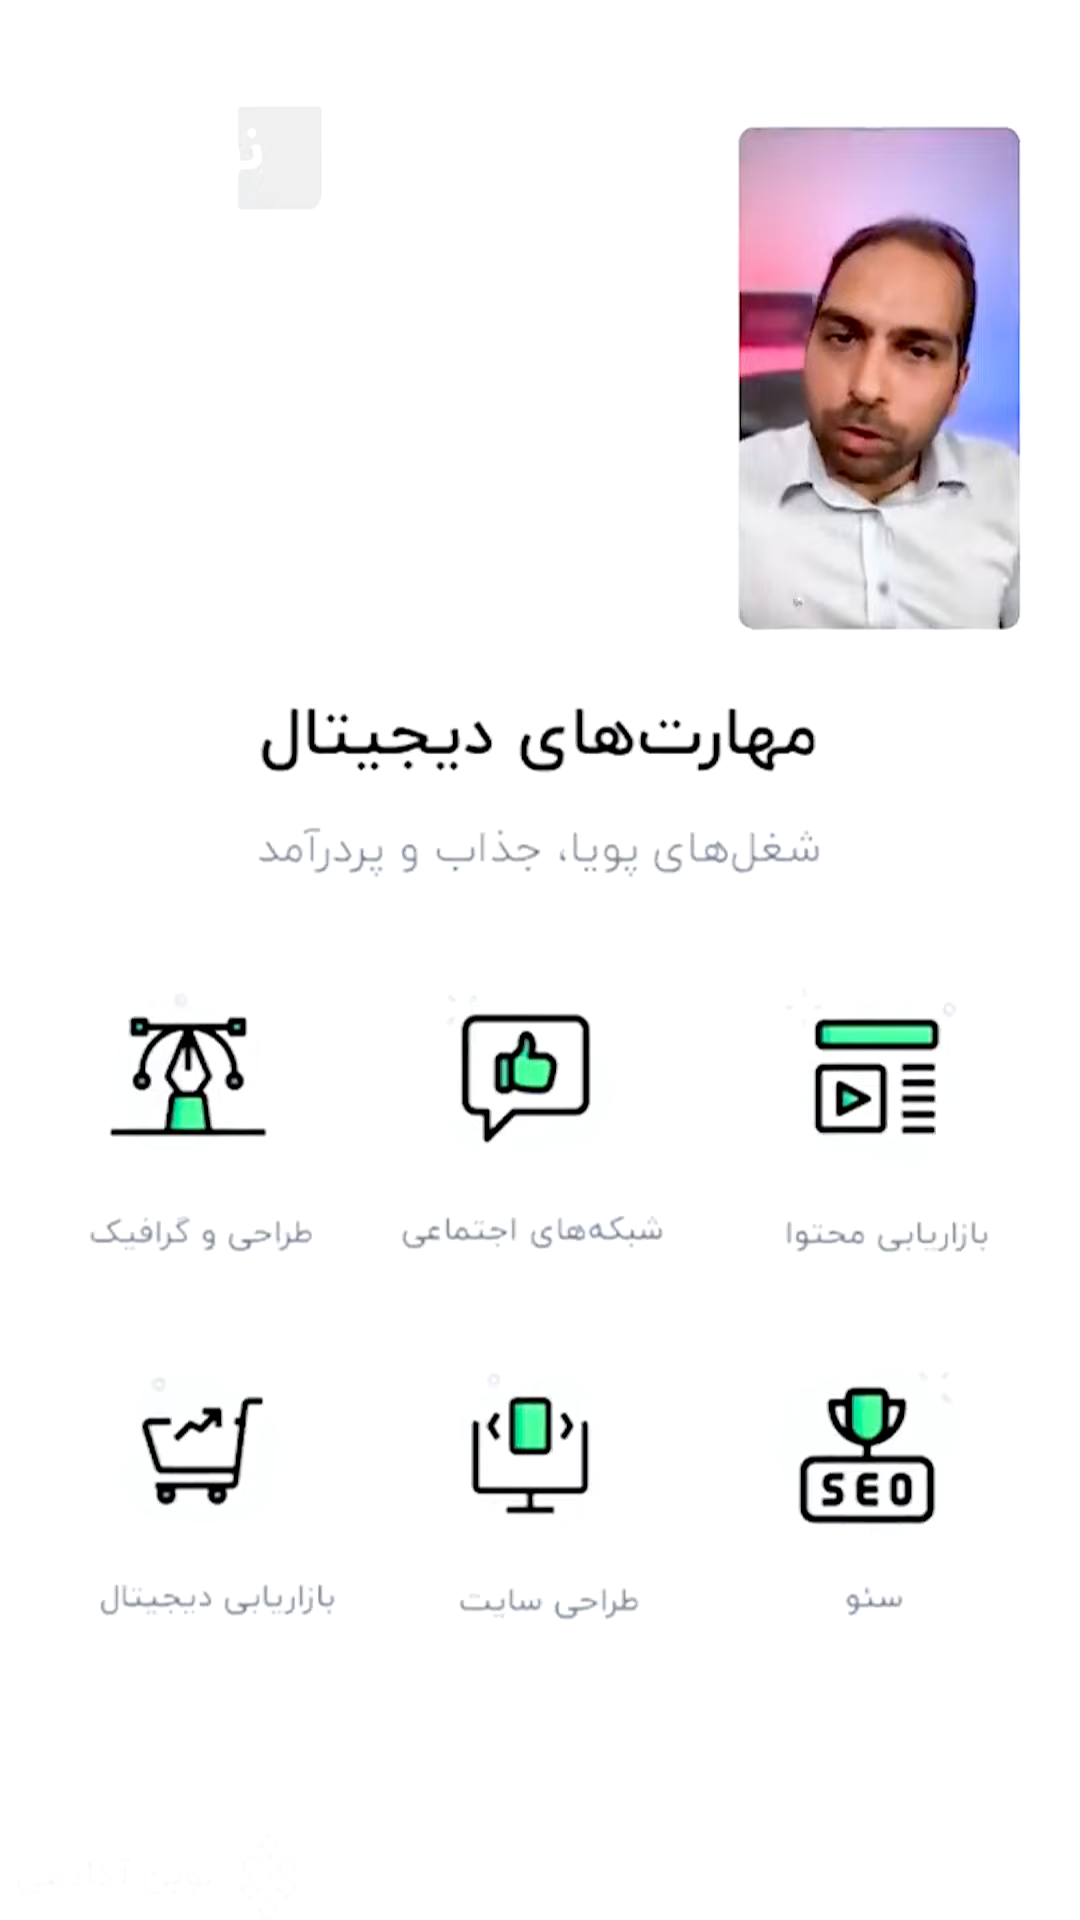 مهارت‌های دیجیتال
شغل‌های پویا، جذاب و پردرآمد
بازاریابی محتوا
شبکه‌های اجتماعی
طراحی و گرافیک
SEO
سئو
طراحی سایت
بازاریابی دیجیتال